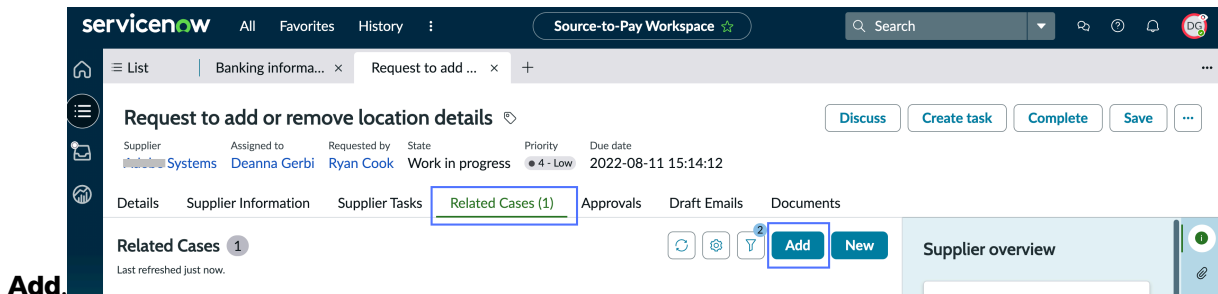 servicenow All Favorites History Source-to-Pay Workspace Search DG
List Banking informa... × Request to add ... × +
Request to add or remove location details Discuss Create task Complete Save ...
Supplier Assigned to Requested by State Priority Due date
Systems Deanna Gerbi Ryan Cook Work in progress 4 - Low 2022-08-11 15:14:12
Details Supplier Information Supplier Tasks Related Cases (1) Approvals Draft Emails Documents
Related Cases 1 2 Add New Supplier overview
Last refreshed just now.
Add.